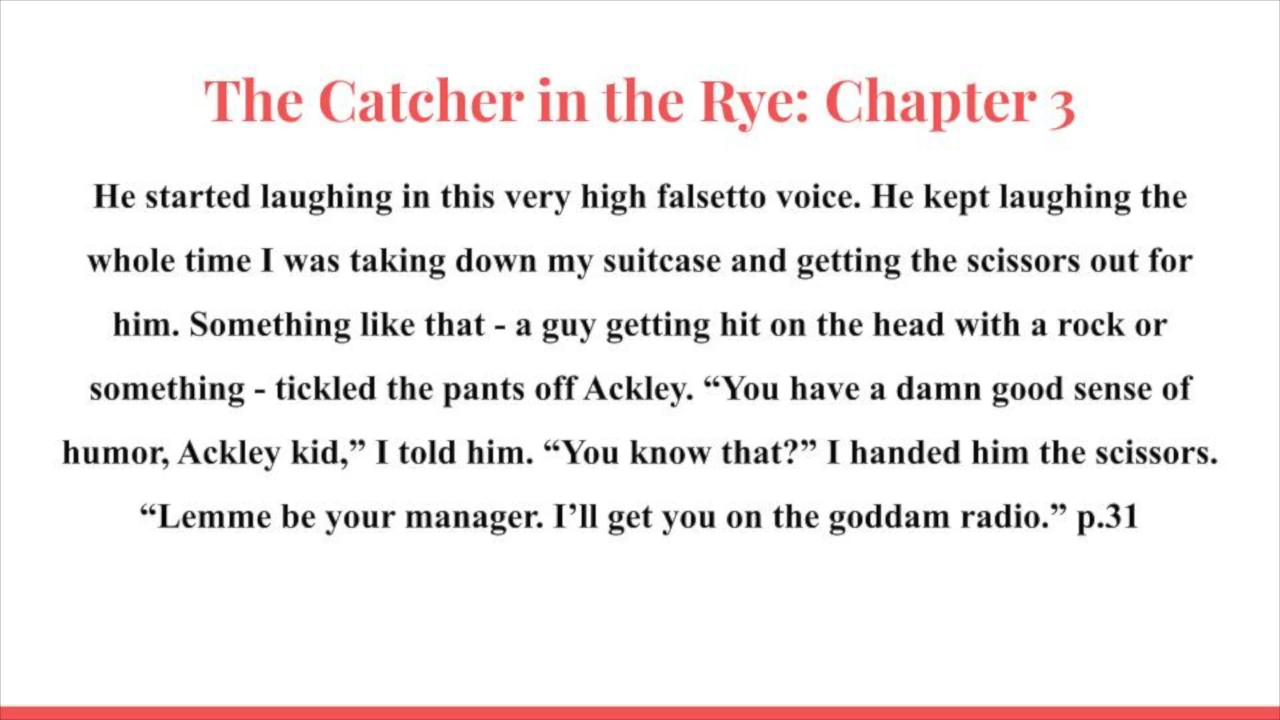 The Catcher in the Rye: Chapter 3
He started laughing in this very high falsetto voice. He kept laughing the
whole time I was taking down my suitcase and getting the scissors out for
him. Something like that - a guy getting hit on the head with a rock or
something - tickled the pants off Ackley. “You have a damn good sense of
humor, Ackley kid,” I told him. “You know that?” I handed him the scissors.
“Lemme be your manager. I’ll get you on the goddam radio.” p.31